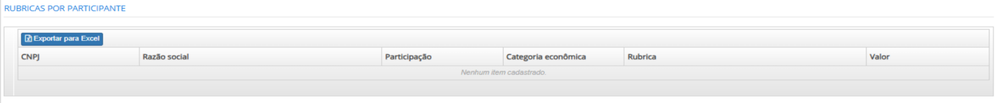 RUBRICAS POR PARTICIPANTE
Exportar para Excel
CNPJ Razão social Participação Categoria econômica Rubrica Valor
Nenhum item cadastrado.